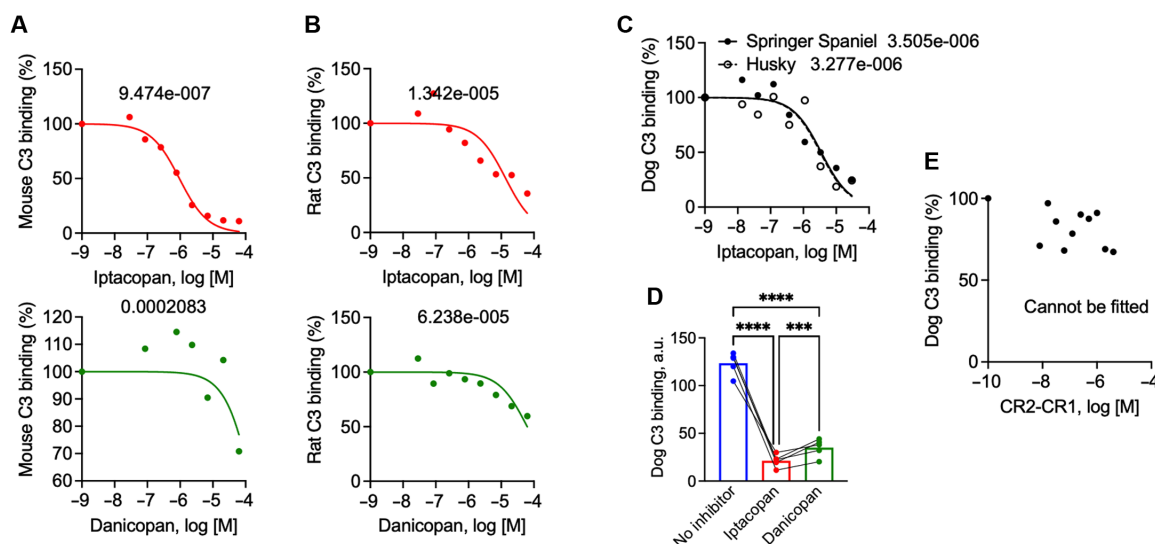 A
Mouse C3 binding (%)
150
100
50
0
9.474e-007
−9 −8 −7 −6 −5 −4
Iptacopan, log [M]
Mouse C3 binding (%)
120
110
100
90
80
70
60
0.0002083
−9 −8 −7 −6 −5 −4
Danicopan, log [M]
B
Rat C3 binding (%)
150
100
50
0
1.342e-005
−9 −8 −7 −6 −5 −4
Iptacopan, log [M]
Rat C3 binding (%)
150
100
50
0
6.238e-005
−9 −8 −7 −6 −5 −4
Danicopan, log [M]
C
Springer Spaniel 3.505e-006
Husky 3.277e-006
Dog C3 binding (%)
150
100
50
0
−9 −8 −7 −6 −5 −4
Iptacopan, log [M]
D
Dog C3 binding, a.u.
150
100
50
0
****
**** ***
No inhibitor
Iptacopan
Danicopan
E
Dog C3 binding (%)
100
50
0
Cannot be fitted
−10 −8 −6 −4
CR2-CR1, log [M]